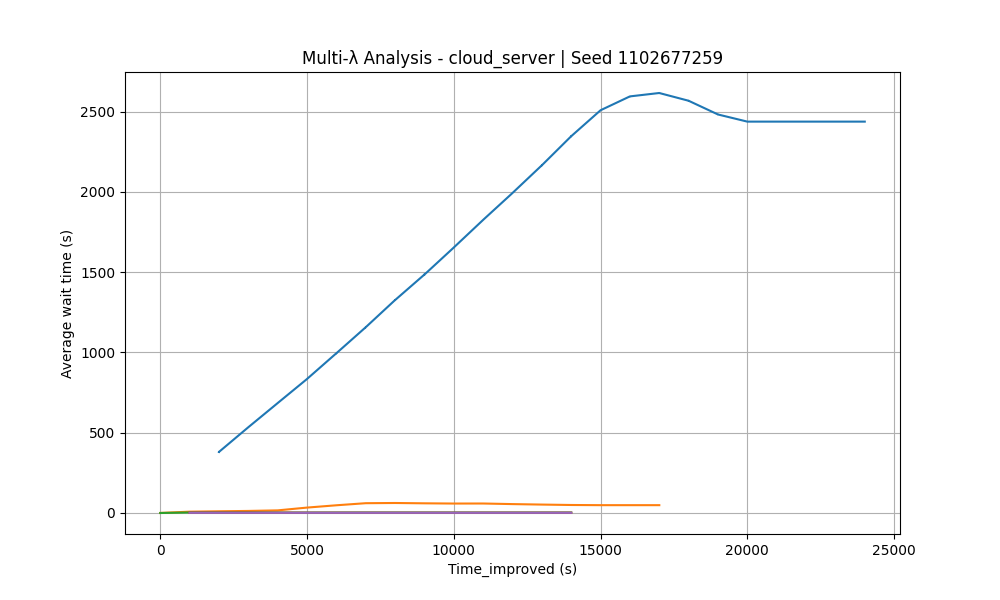 Multi-λ Analysis - cloud_server | Seed 1102677259
Average wait time (s)
2500
2000
1500
1000
500
0
0 5000 10000 15000 20000 25000
Time_improved (s)